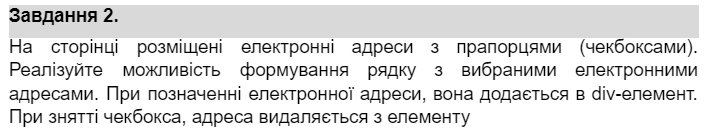 Завдання 2.
На сторінці розміщені електронні адреси з прапорцями (чекбоксами).
Реалізуйте можливість формування рядку з вибраними електронними
адресами. При позначенні електронної адреси, вона додається в div-елемент.
При знятті чекбокса, адреса видаляється з елементу